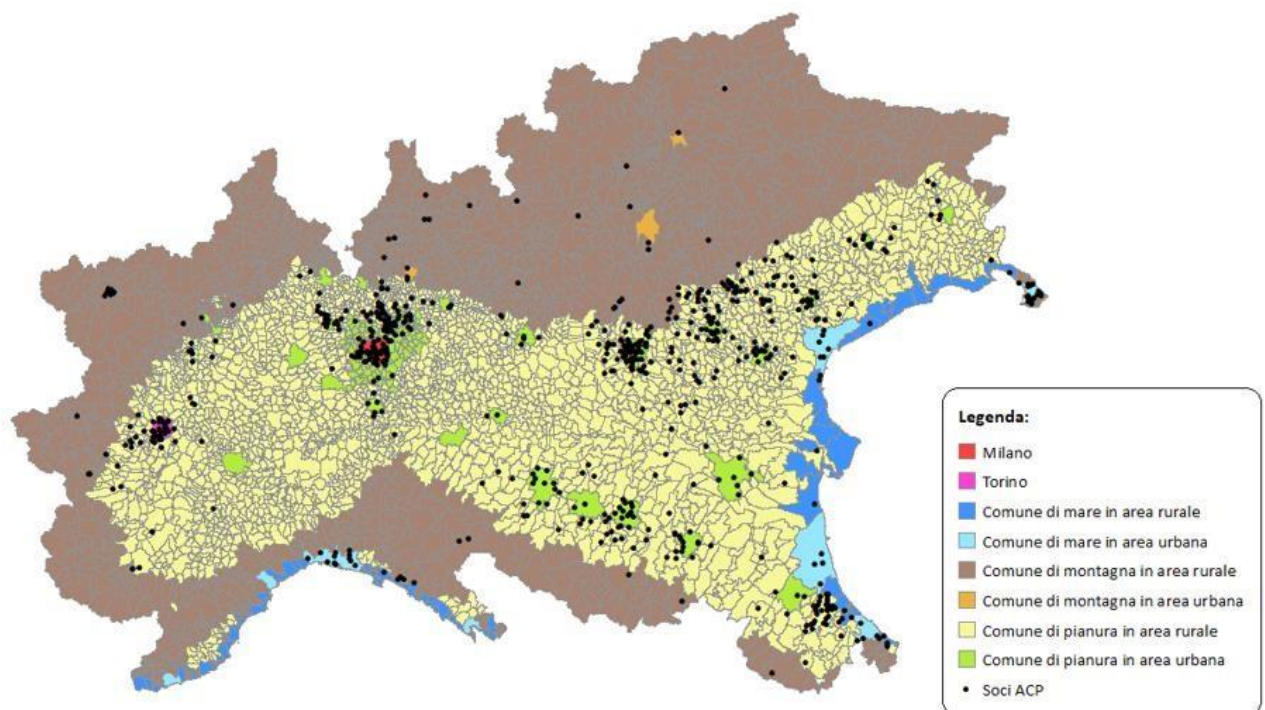 Legenda:
Milano
Torino
Comune di mare in area rurale
Comune di mare in area urbana
Comune di montagna in area rurale
Comune di montagna in area urbana
Comune di pianura in area rurale
Comune di pianura in area urbana
Soci ACP